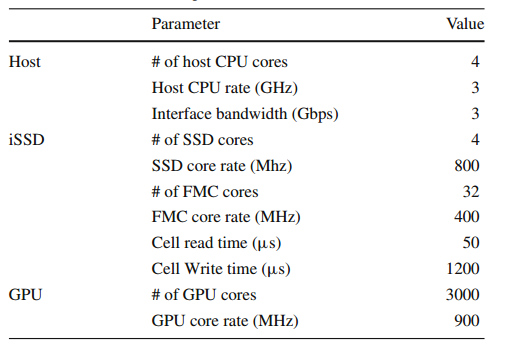 Parameter Value
Host # of host CPU cores 4
Host CPU rate (GHz) 3
Interface bandwidth (Gbps) 3
iSSD # of SSD cores 4
SSD core rate (Mhz) 800
# of FMC cores 32
FMC core rate (MHz) 400
Cell read time (μs) 50
Cell Write time (μs) 1200
GPU # of GPU cores 3000
GPU core rate (MHz) 900